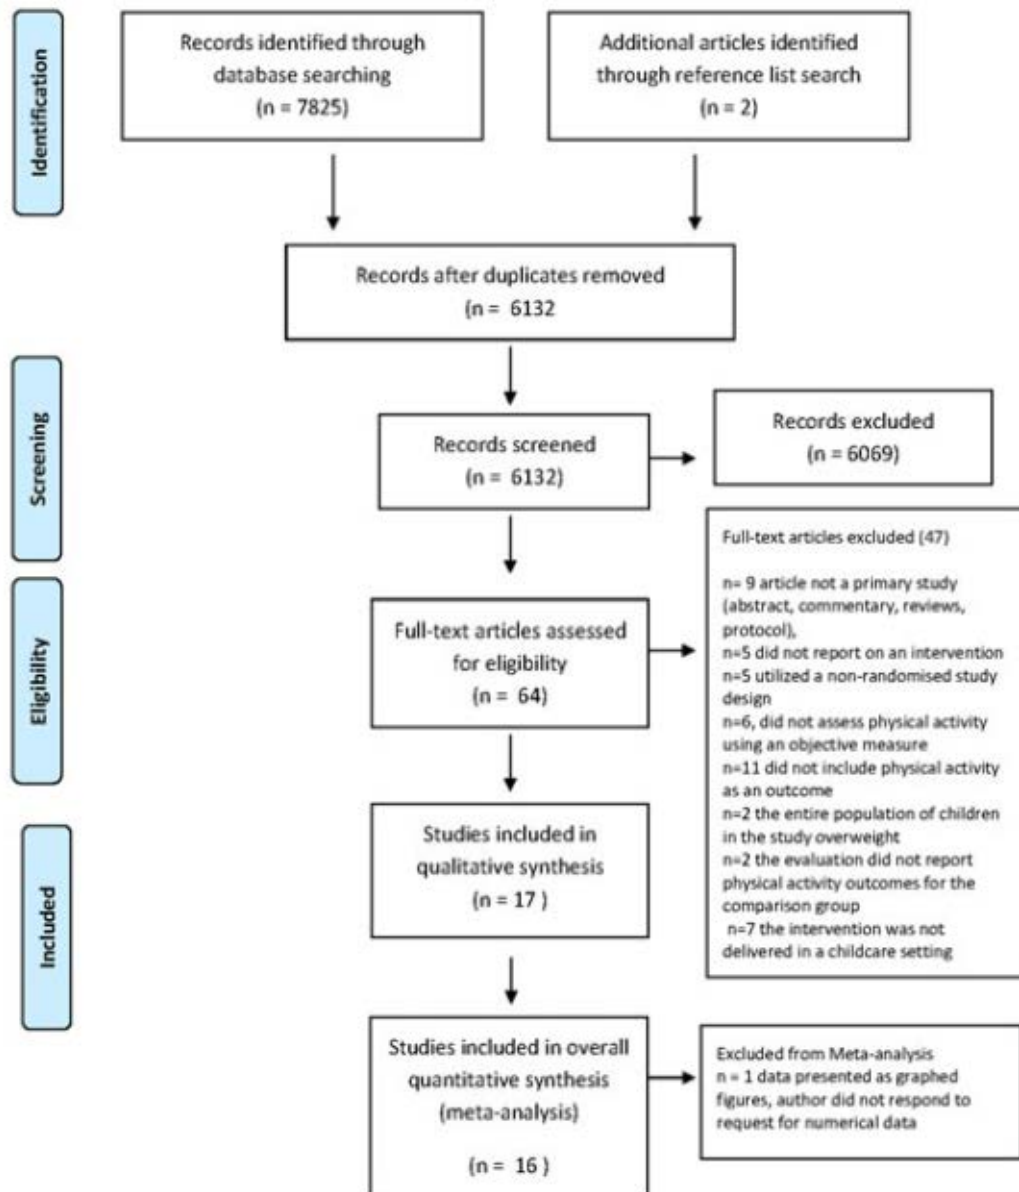 Identification
Records identified through
database searching
(n = 7825)
Additional articles identified
through reference list search
(n = 2)
Records after duplicates removed
(n = 6132
Screening
Records screened
(n = 6132)
Records excluded
(n = 6069)
Eligibility
Full-text articles assessed
for eligibility
(n = 64)
Full-text articles excluded (47)
n= 9 article not a primary study
(abstract, commentary, reviews,
protocol),
n=5 did not report on an intervention
n=5 utilized a non-randomised study
design
n=6, did not assess physical activity
using an objective measure
n=11 did not include physical activity
as an outcome
n=2 the entire population of children
in the study overweight
n=2 the evaluation did not report
physical activity outcomes for the
comparison group
n=7 the intervention was not
delivered in a childcare setting
Included
Studies included in
qualitative synthesis
(n = 17 )
Studies included in overall
quantitative synthesis
(meta-analysis)
(n = 16 )
Excluded from Meta-analysis
n = 1 data presented as graphed
figures, author did not respond to
request for numerical data